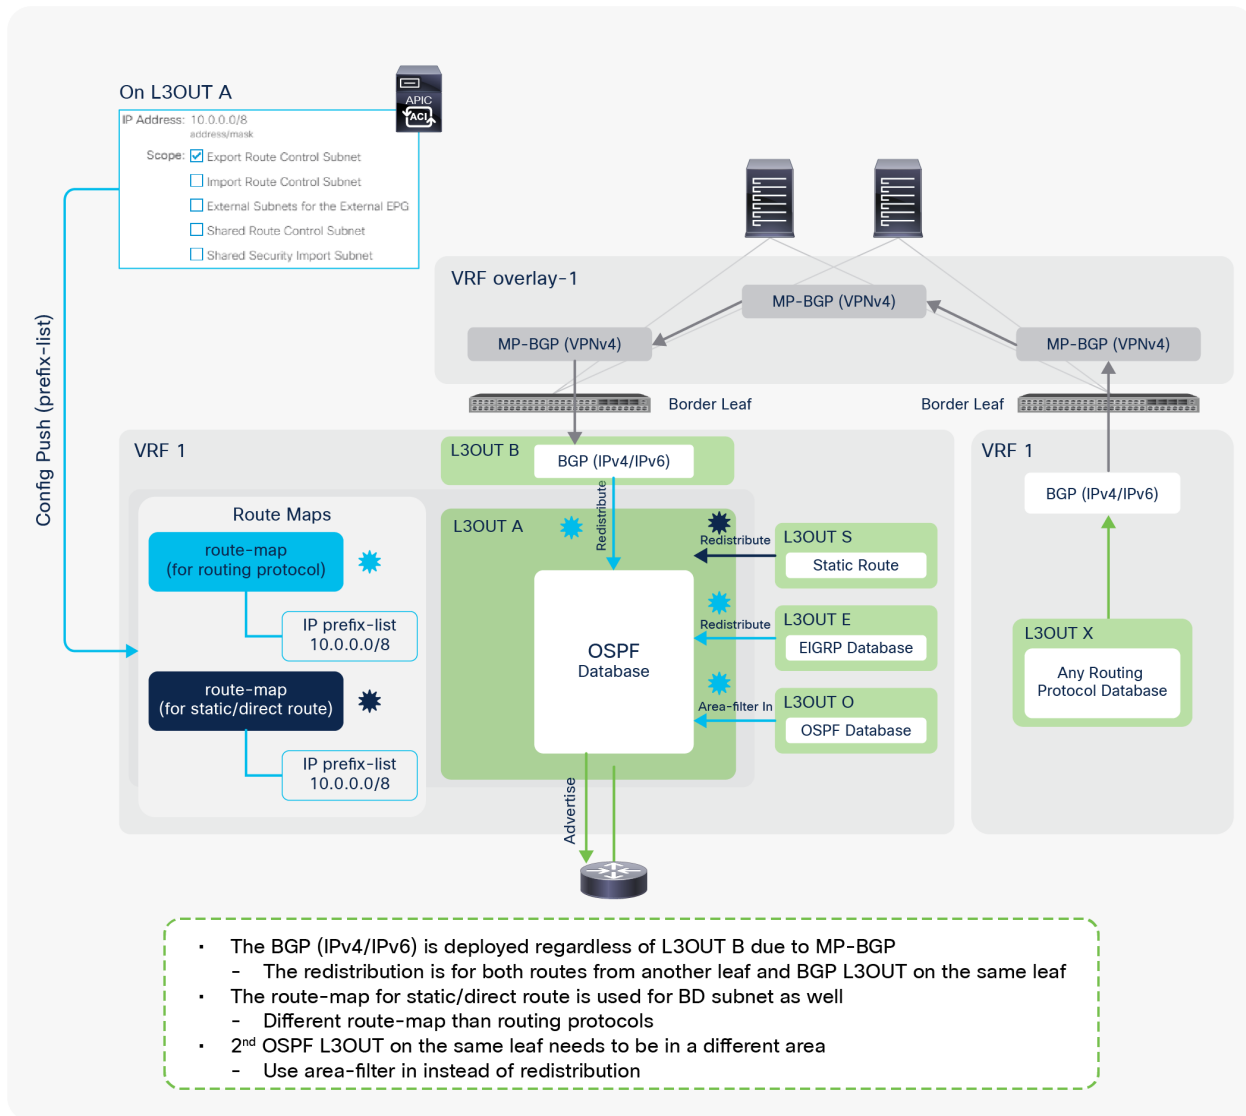 On L3OUT A
APIC
ACI
IP Address: 10.0.0.0/8
address/mask
Scope: Export Route Control Subnet
Import Route Control Subnet
External Subnets for the External EPG
Shared Route Control Subnet
Shared Security Import Subnet
Config Push (prefix-list)
VRF overlay-1
MP-BGP (VPNv4)
MP-BGP (VPNv4)
MP-BGP (VPNv4)
Border Leaf
Border Leaf
VRF 1
L3OUT B
BGP (IPv4/IPv6)
Route Maps
route-map
(for routing protocol)
IP prefix-list
10.0.0.0/8
route-map
(for static/direct route)
IP prefix-list
10.0.0.0/8
L3OUT A
Redistribute
OSPF
Database
Redistribute
L3OUT S
Static Route
Redistribute
L3OUT E
EIGRP Database
Area-filter In
L3OUT O
OSPF Database
Advertise
VRF 1
BGP (IPv4/IPv6)
L3OUT X
Any Routing
Protocol Database
· The BGP (IPv4/IPv6) is deployed regardless of L3OUT B due to MP-BGP
- The redistribution is for both routes from another leaf and BGP L3OUT on the same leaf
· The route-map for static/direct route is used for BD subnet as well
- Different route-map than routing protocols
· 2nd OSPF L3OUT on the same leaf needs to be in a different area
- Use area-filter in instead of redistribution